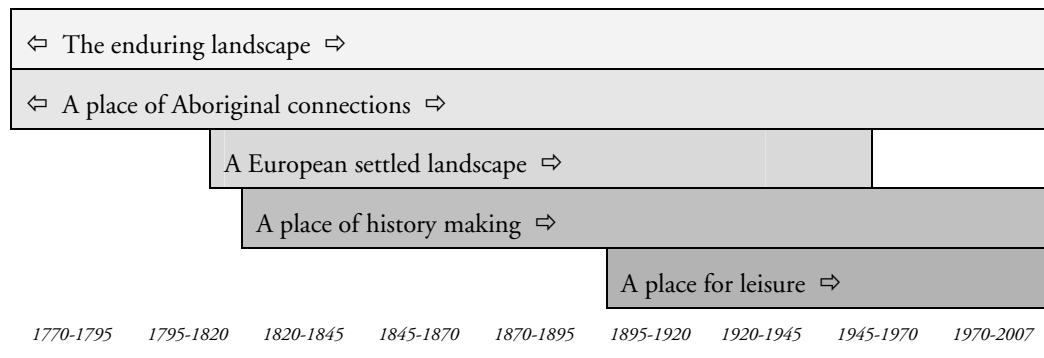 ⇦ The enduring landscape ⇨
⇦ A place of Aboriginal connections ⇨
A European settled landscape ⇨
A place of history making ⇨
A place for leisure ⇨
1770-1795 1795-1820 1820-1845 1845-1870 1870-1895 1895-1920 1920-1945 1945-1970 1970-2007